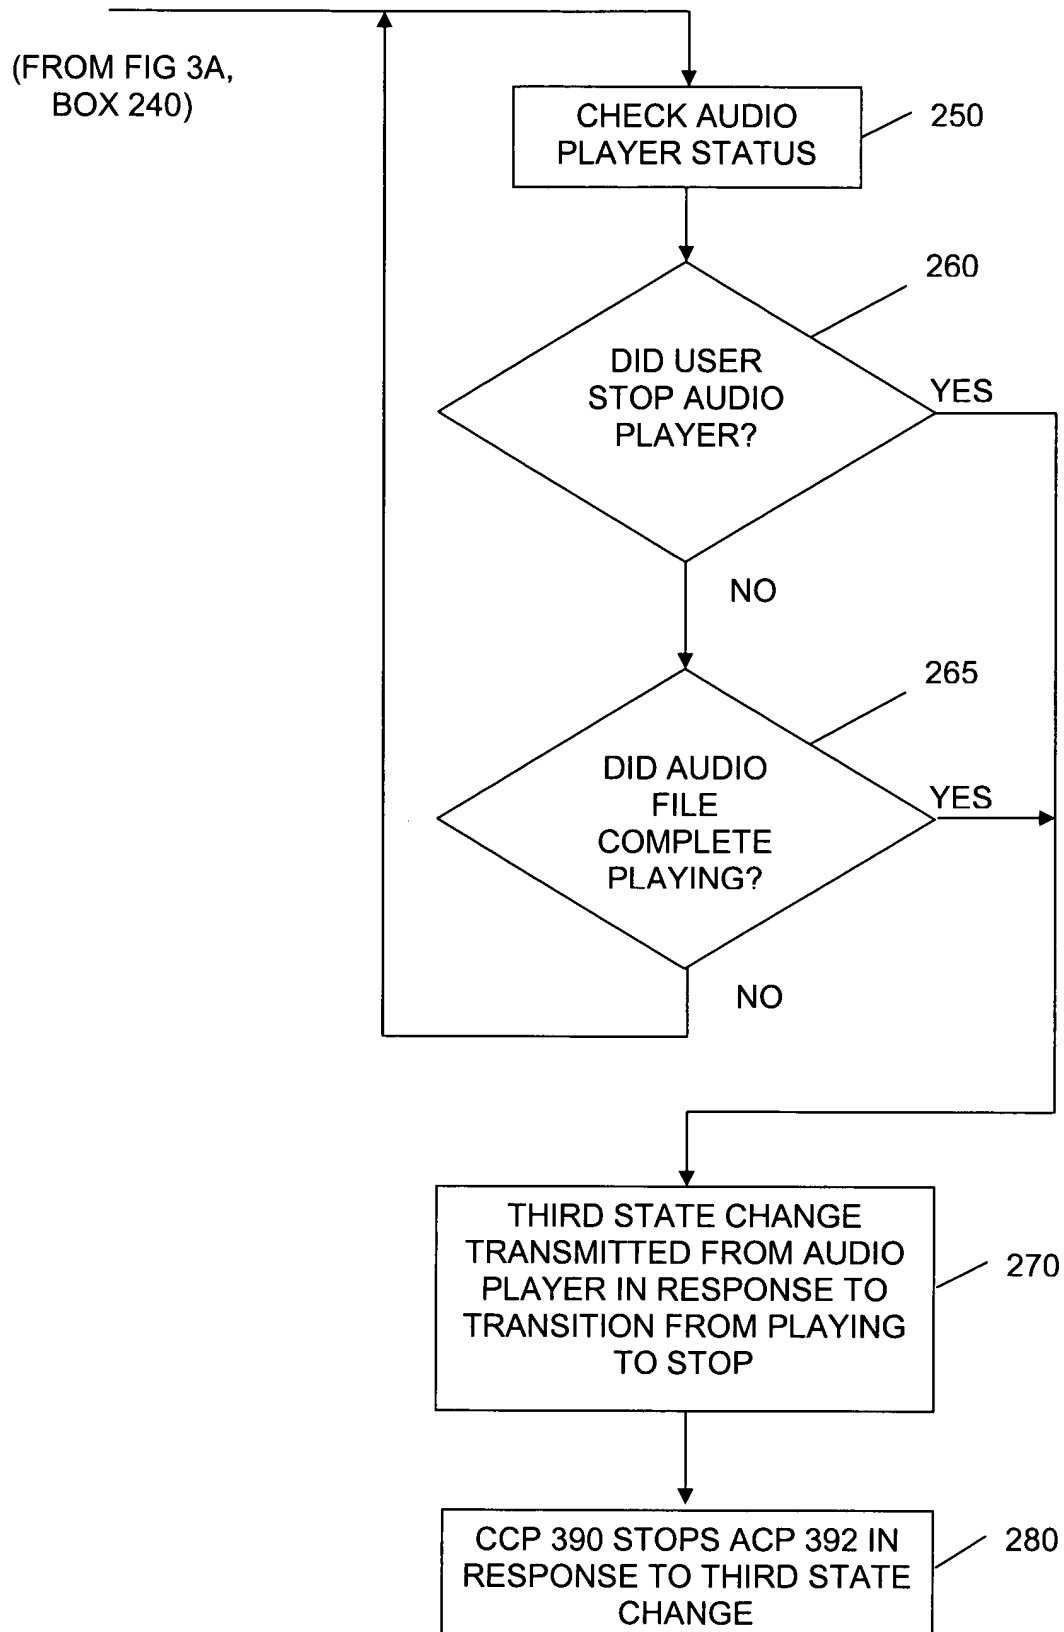 (FROM FIG 3A,
BOX 240)
CHECK AUDIO
PLAYER STATUS
250
260
DID USER
STOP AUDIO
PLAYER?
YES
NO
265
DID AUDIO
FILE
COMPLETE
PLAYING?
YES
NO
THIRD STATE CHANGE
TRANSMITTED FROM AUDIO
PLAYER IN RESPONSE TO
TRANSITION FROM PLAYING
TO STOP
270
CCP 390 STOPS ACP 392 IN
RESPONSE TO THIRD STATE
CHANGE
280